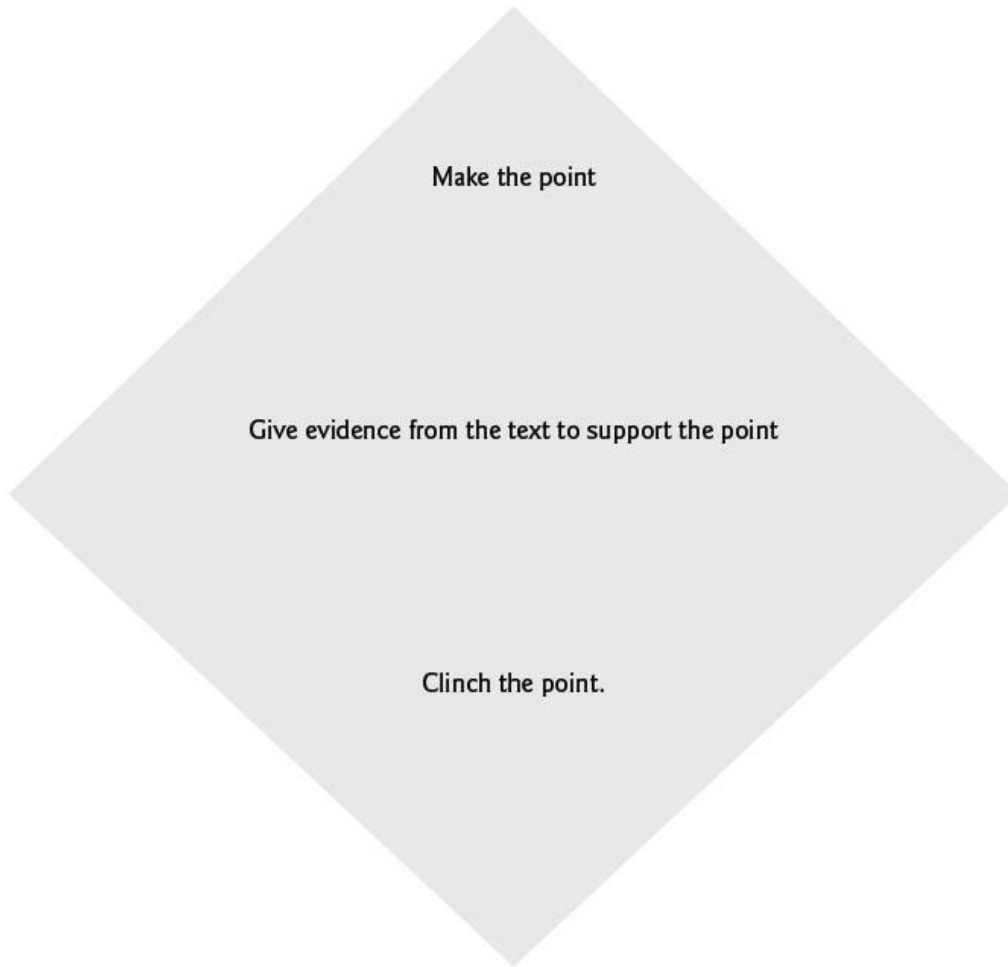 Make the point
Give evidence from the text to support the point
Clinch the point.